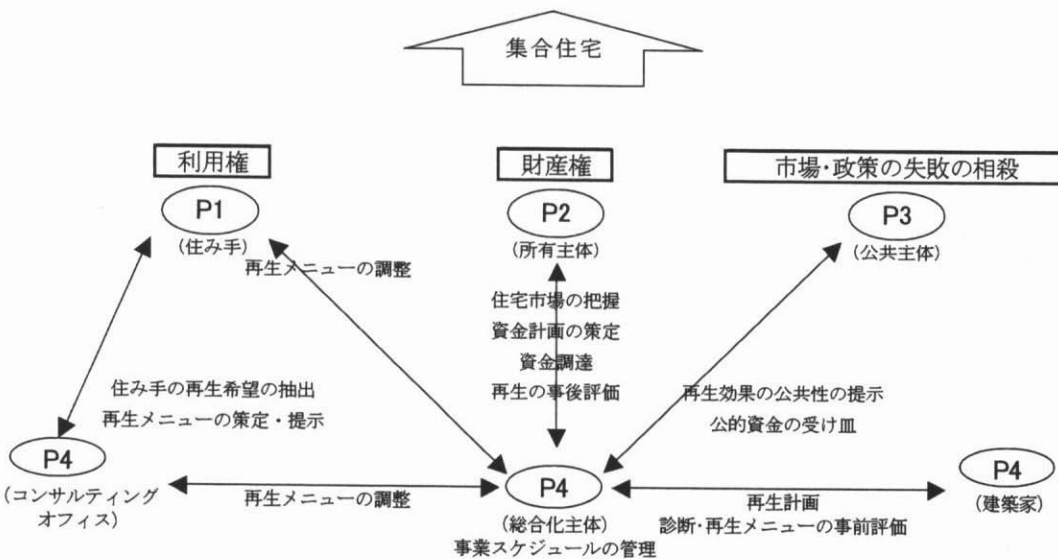 集合住宅
利用権
財産権
市場・政策の失敗の相殺
P1
(住み手)
P2
(所有主体)
P3
(公共主体)
再生メニューの調整
住宅市場の把握
資金計画の策定
資金調達
再生の事後評価
住み手の再生希望の抽出
再生メニューの策定・提示
再生効果の公共性の提示
公的資金の受け皿
P4
(コンサルティング
オフィス)
再生メニューの調整
P4
(総合化主体)
事業スケジュールの管理
再生計画
診断・再生メニューの事前評価
P4
(建築家)